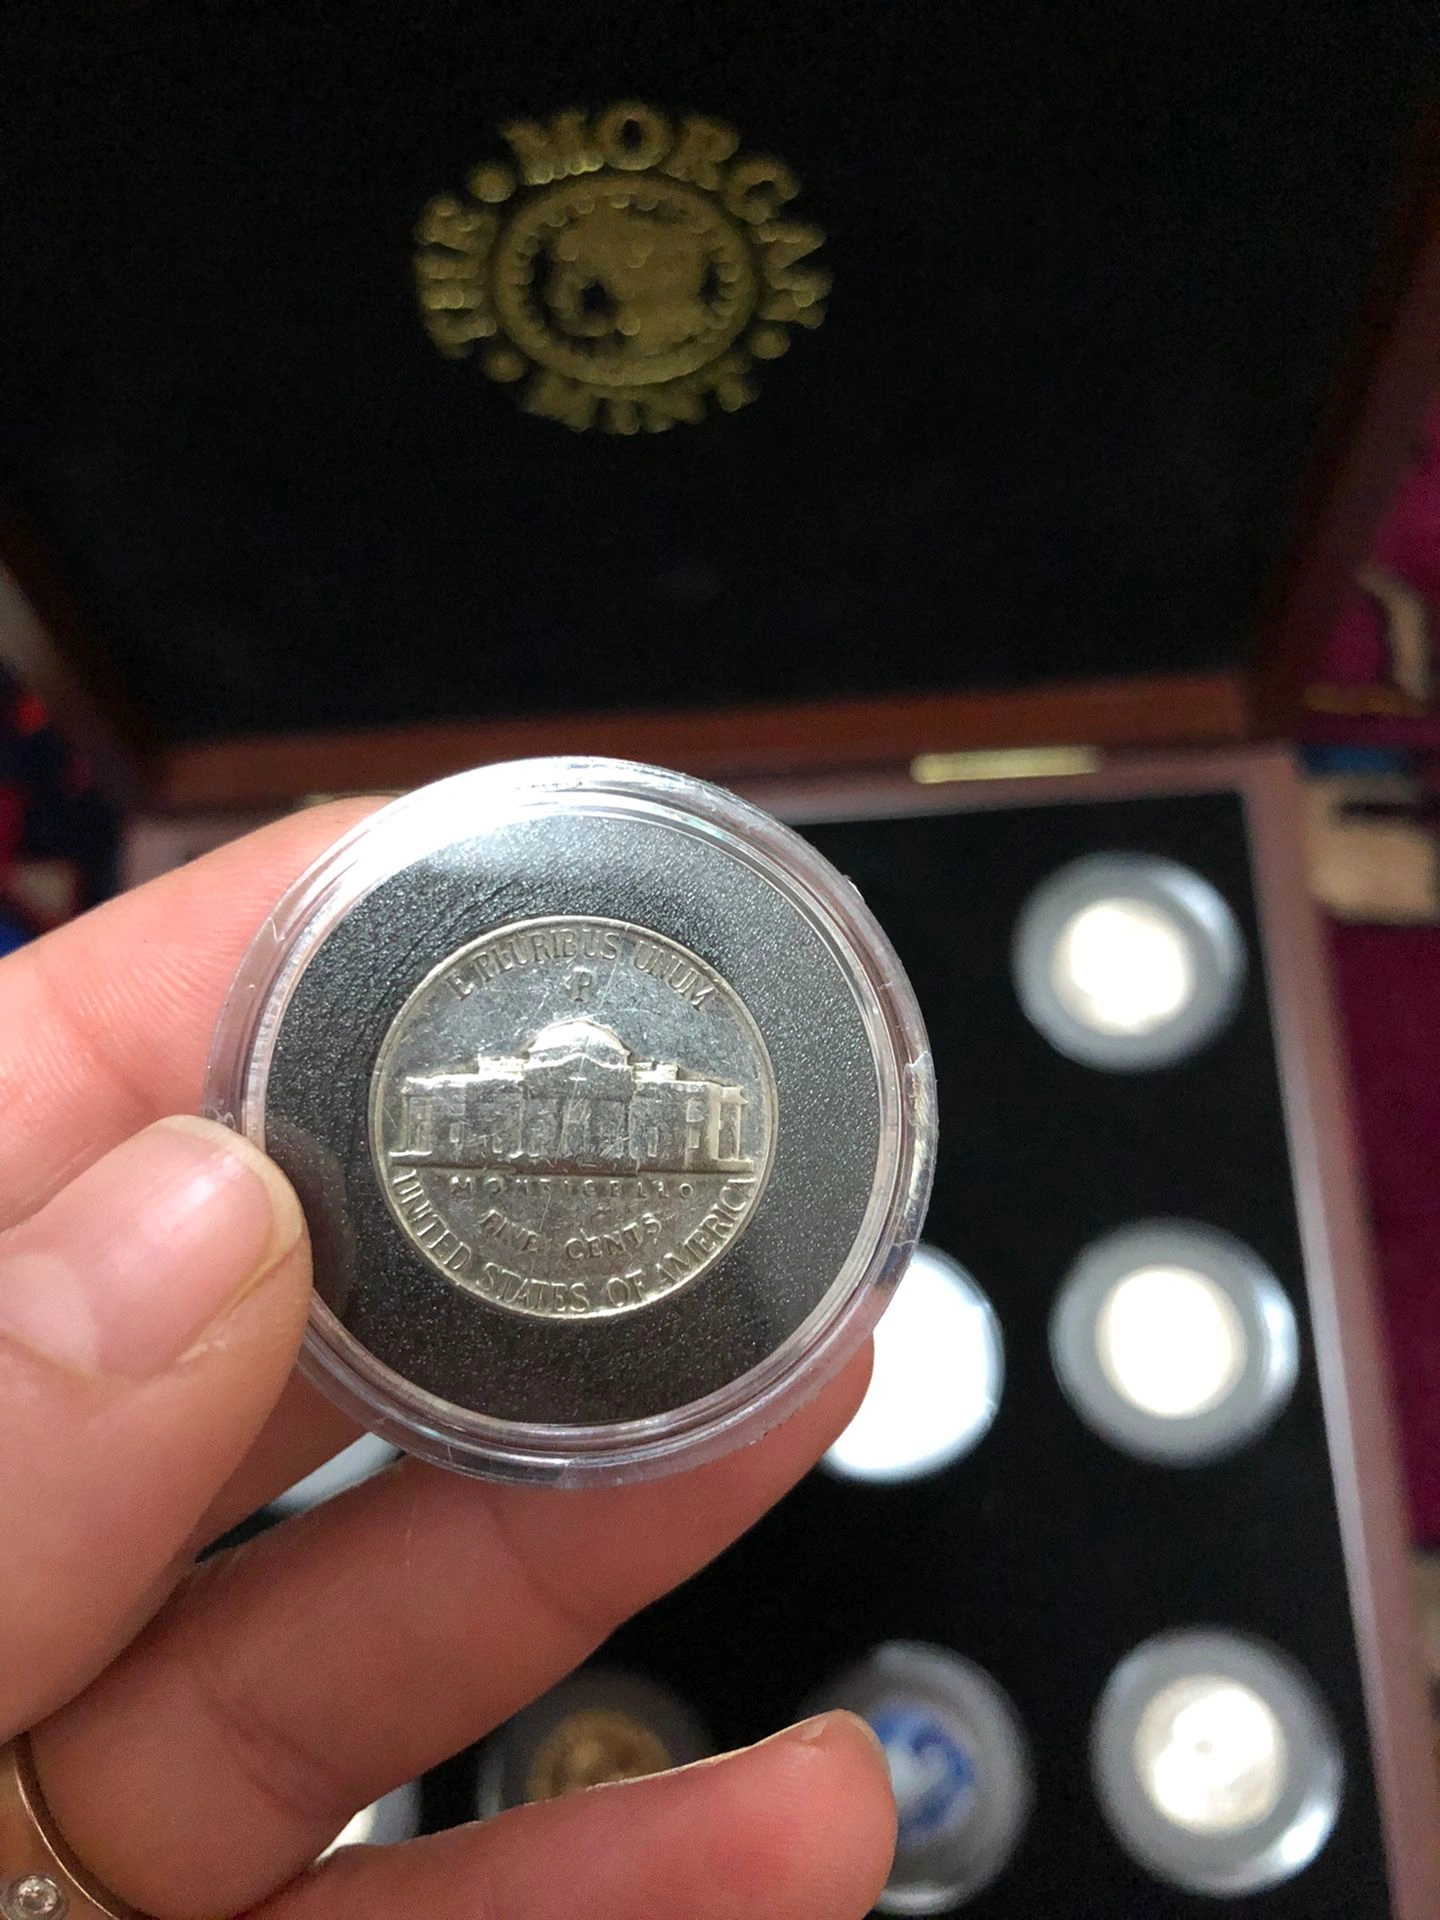 THE · MORGAN ·
MINT
E PLURIBUS UNUM
P
MONTICELLO
FIVE CENTS
UNITED STATES OF AMERICA